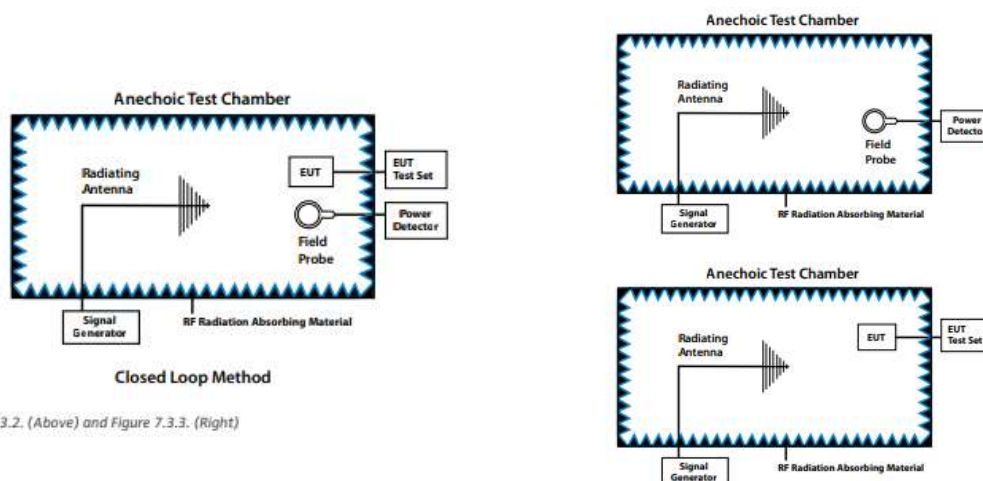 Anechoic Test Chamber
Radiating
Antenna
EUT
EUT
Test Set
Power
Detector
Field
Probe
Signal
Generator
RF Radiation Absorbing Material
Closed Loop Method
3.2. (Above) and Figure 7.3.3. (Right)
Anechoic Test Chamber
Radiating
Antenna
Field
Probe
Power
Detector
Signal
Generator
RF Radiation Absorbing Material
Anechoic Test Chamber
Radiating
Antenna
EUT
EUT
Test Set
Signal
Generator
RF Radiation Absorbing Material